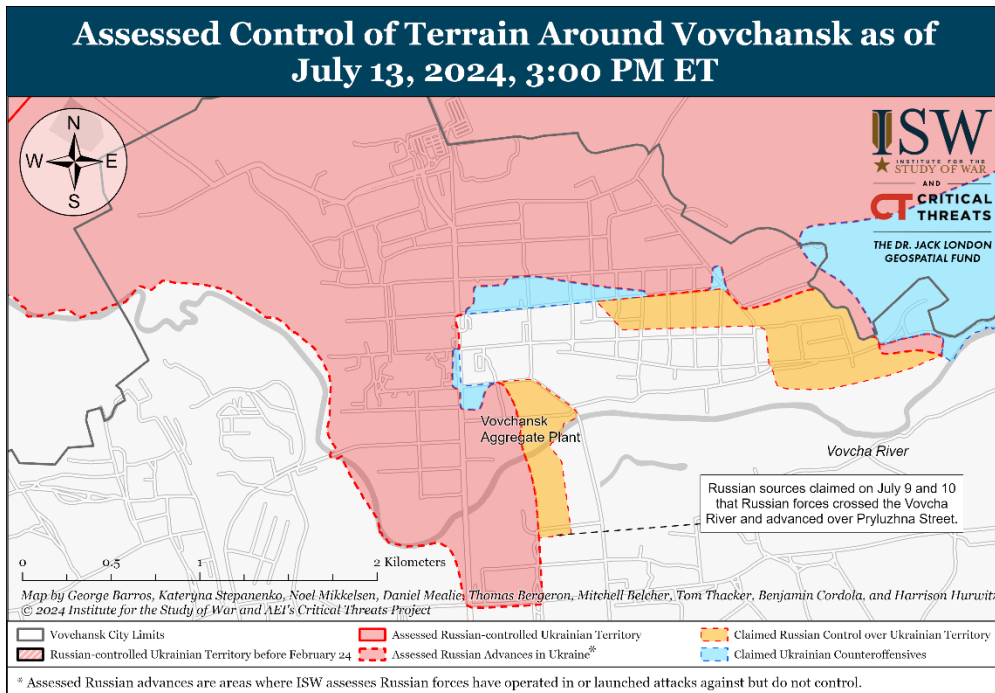 Assessed Control of Terrain Around Vovchansk as of
July 13, 2024, 3:00 PM ET
N
W
E
S
ISW
INSTITUTE FOR THE
STUDY OF WAR
AND
CT CRITICAL
THREATS
THE DR. JACK LONDON
GEOSPATIAL FUND
Vovchansk
Aggregate Plant
Vovcha River
Russian sources claimed on July 9 and 10
that Russian forces crossed the Vovcha
River and advanced over Pryluzhna Street.
0 0.5 1 2 Kilometers
Map by George Barros, Kateryna Stepanenko, Noel Mikkelsen, Daniel Mealie, Thomas Bergeron, Mitchell Belcher, Tom Thacker, Benjamin Cordola, and Harrison Hurwitz
© 2024 Institute for the Study of War and AEI's Critical Threats Project
Vovchansk City Limits
Assessed Russian-controlled Ukrainian Territory
Claimed Russian Control over Ukrainian Territory
Russian-controlled Ukrainian Territory before February 24
Assessed Russian Advances in Ukraine*
Claimed Ukrainian Counteroffensives
* Assessed Russian advances are areas where ISW assesses Russian forces have operated in or launched attacks against but do not control.